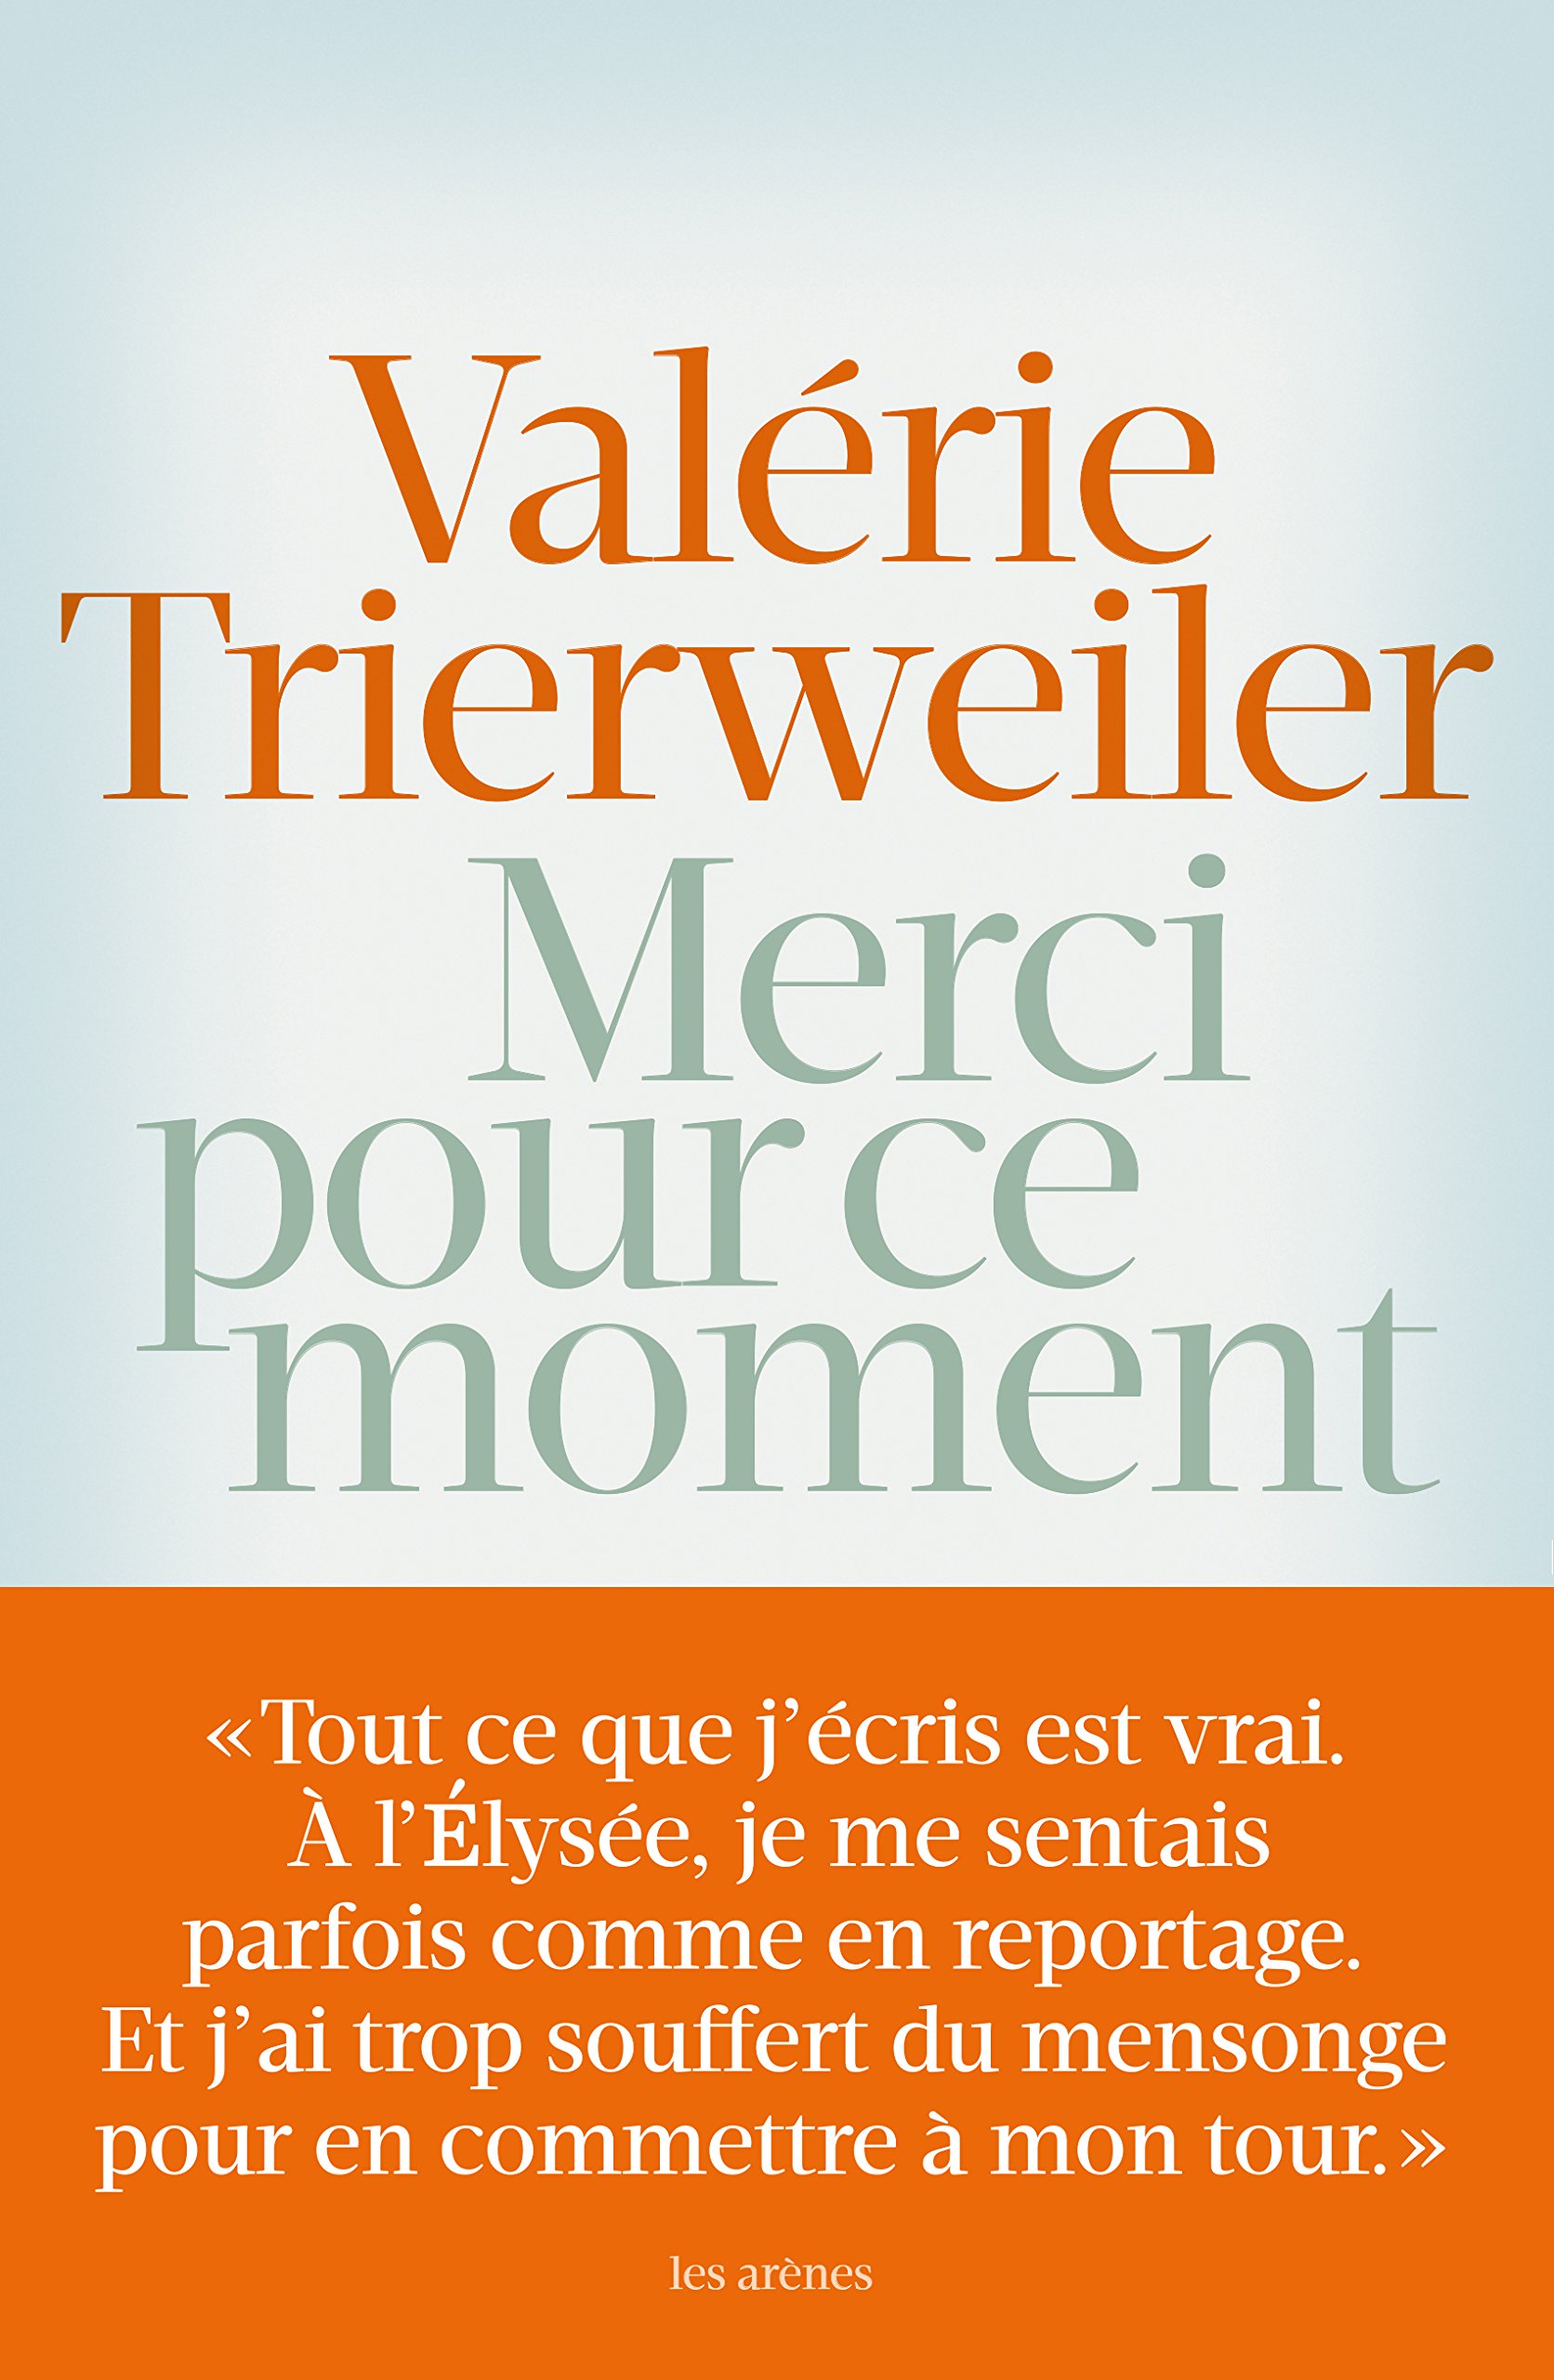 Valérie
Trierweiler
Merci
pour ce
moment
«Tout ce que j’écris est vrai.
À l’Élysée, je me sentais
parfois comme en reportage.
Et j’ai trop souffert du mensonge
pour en commettre à mon tour.»
les arènes